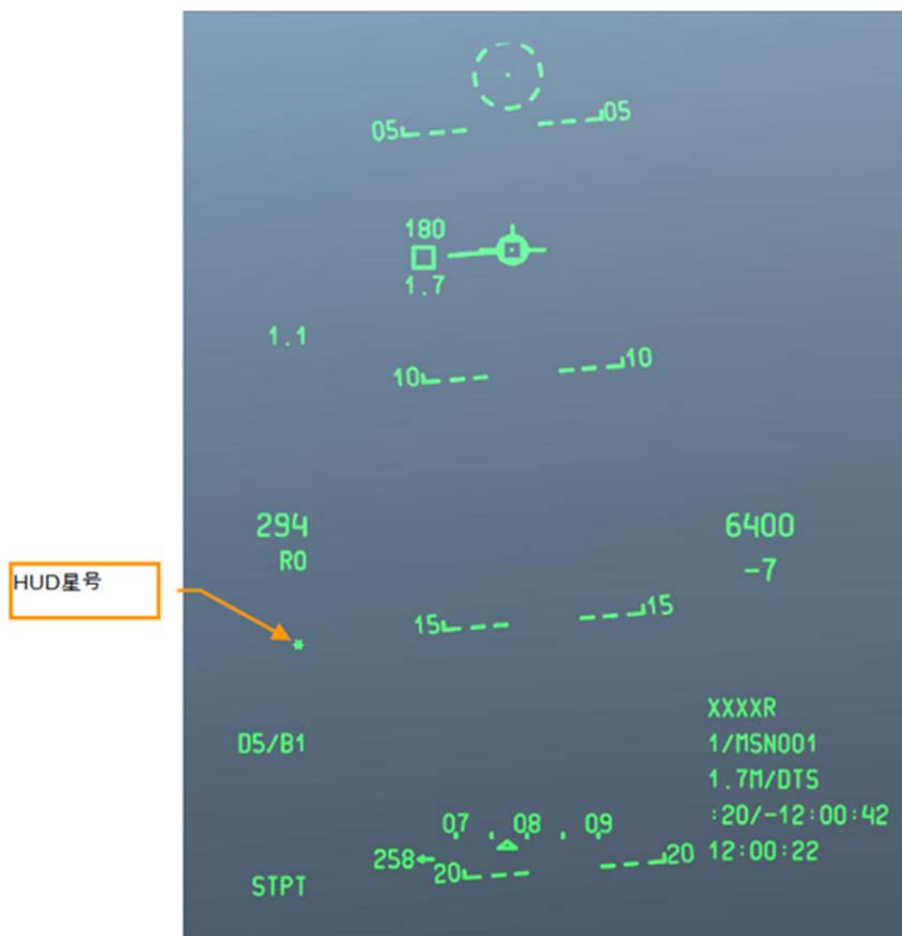 05 05
180
1.7
1.1
10 10
294
6400
R0
-7
HUD星号
*
15 15
XXXXR
D5/B1
1/MSN001
1.7M/DTS
:20/-12:00:42
07 . 08 . 09
258←
20 20
12:00:22
STPT